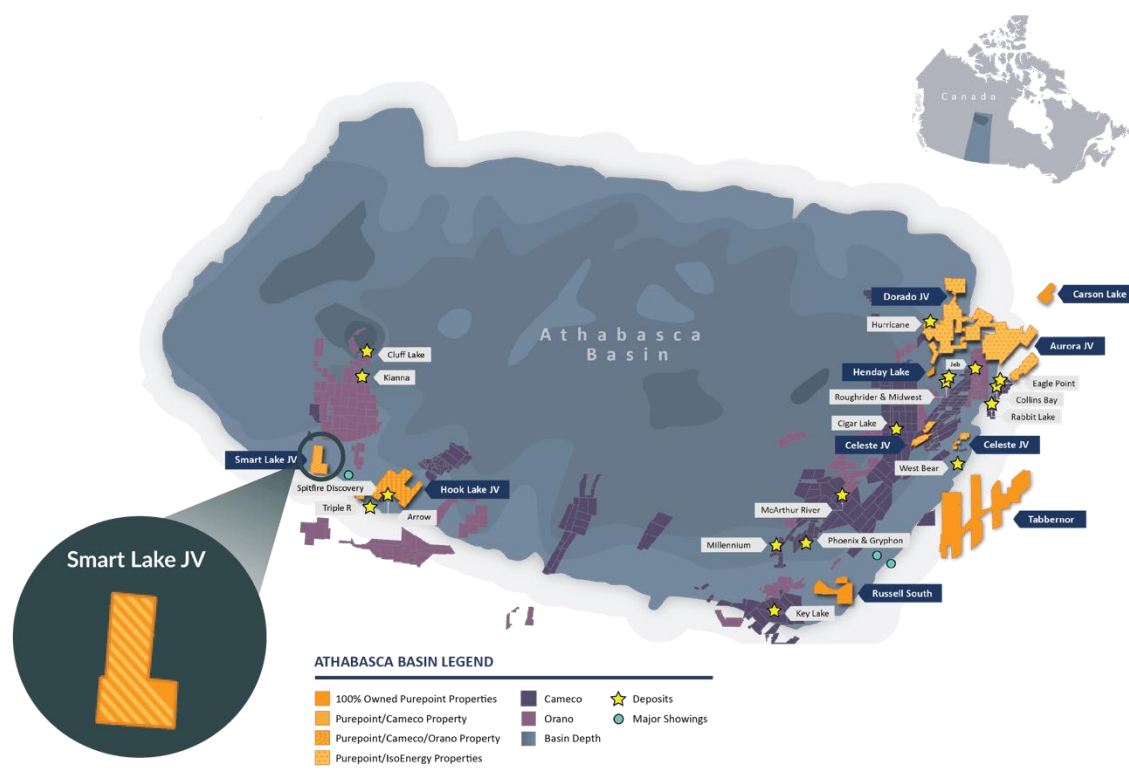 Canada
Athabasca
Basin
Dorado JV
Carson Lake
Hurricane
Aurora JV
Cluff Lake
Henday Lake
Jeb
Kianna
Eagle Point
Roughrider & Midwest
Collins Bay
Rabbit Lake
Cigar Lake
Celeste JV
Celeste JV
Smart Lake JV
West Bear
Spitfire Discovery
Hook Lake JV
Triple R
Arrow
McArthur River
Tabbernor
Millennium
Phoenix & Gryphon
Smart Lake JV
Russell South
Key Lake
ATHABASCA BASIN LEGEND
100% Owned Purepoint Properties
Cameco
Deposits
Purepoint/Cameco Property
Orano
Major Showings
Purepoint/Cameco/Orano Property
Basin Depth
Purepoint/IsoEnergy Properties